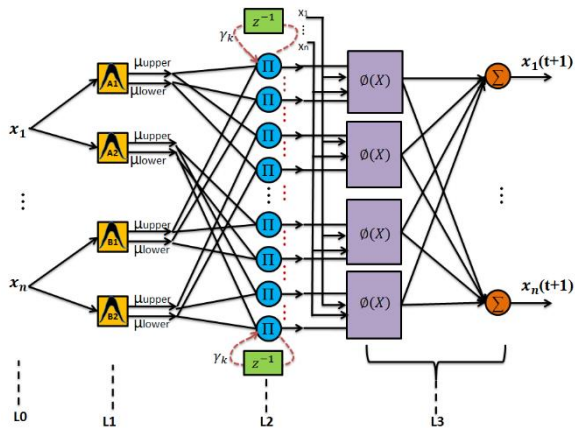 z⁻¹
x₁
⋮
xₙ
γₖ
μupper
A1
μlower
Π
∅(X)
Σ
x₁(t+1)
x₁
Π
μupper
A2
μlower
Π
∅(X)
Π
⋮
...
⋮
μupper
B1
μlower
Π
∅(X)
Π
xₙ
μupper
B2
μlower
Π
∅(X)
Σ
xₙ(t+1)
Π
γₖ
z⁻¹
L0
L1
L2
L3